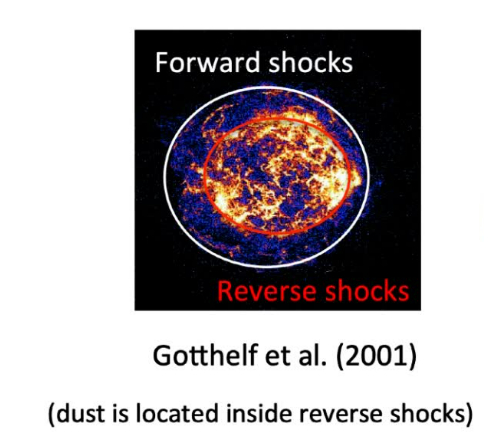 Forward shocks
Reverse shocks
Gotthelf et al. (2001)
(dust is located inside reverse shocks)